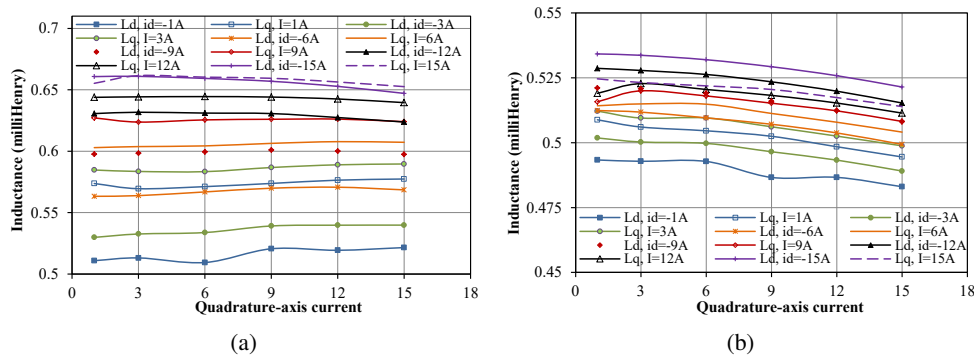 (a)
Inductance (milliHenry)
0.7
0.65
0.6
0.55
0.5
Ld, id=-1A Lq, I=1A Ld, id=-3A
Lq, I=3A Ld, id=-6A Lq, I=6A
Ld, id=-9A Lq, I=9A Ld, id=-12A
Lq, I=12A Ld, id=-15A Lq, I=15A
0 3 6 9 12 15 18
Quadrature-axis current
(b)
Inductance (milliHenry)
0.55
0.525
0.5
0.475
0.45
Ld, id=-1A Lq, I=1A Ld, id=-3A
Lq, I=3A Ld, id=-6A Lq, I=6A
Ld, id=-9A Lq, I=9A Ld, id=-12A
Lq, I=12A Ld, id=-15A Lq, I=15A
0 3 6 9 12 15 18
Quadrature-axis current
(a)
(b)